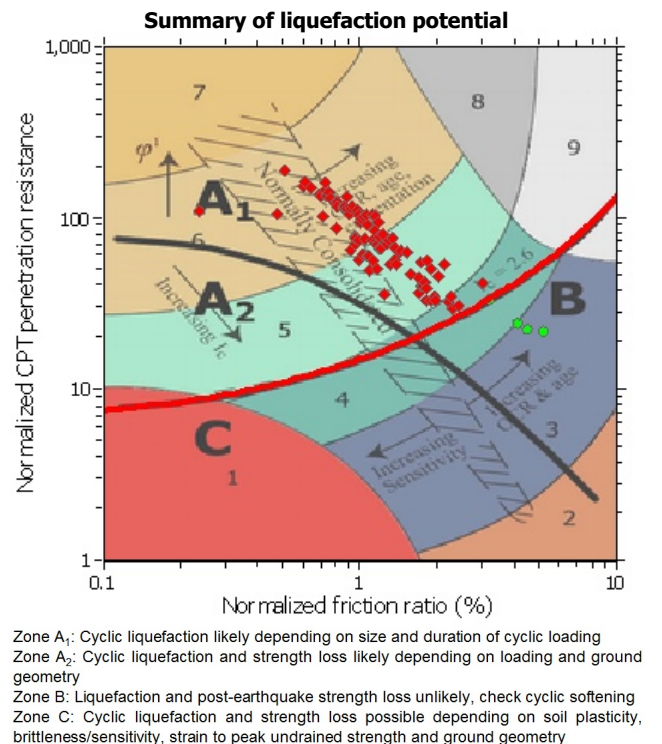 Summary of liquefaction potential
1,000
7
8
9
φ'
Increasing
OCR, age,
cementation
Normally Consolidated
Normalized CPT penetration resistance
100
A1
6
Ic = 2.6
A2
B
Increasing Ic
5
10
4
Increasing
OCR & age
C
3
Increasing
Sensitivity
1
2
1
0.1
1
10
Normalized friction ratio (%)
Zone A1: Cyclic liquefaction likely depending on size and duration of cyclic loading
Zone A2: Cyclic liquefaction and strength loss likely depending on loading and ground
geometry
Zone B: Liquefaction and post-earthquake strength loss unlikely, check cyclic softening
Zone C: Cyclic liquefaction and strength loss possible depending on soil plasticity,
brittleness/sensitivity, strain to peak undrained strength and ground geometry